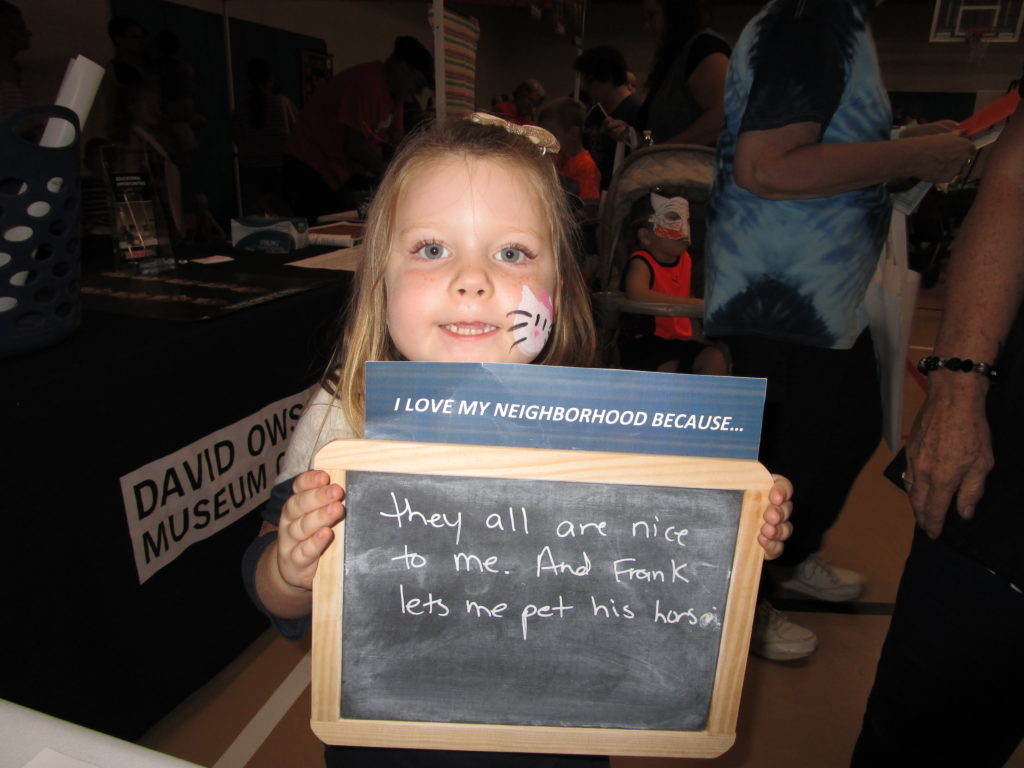 I LOVE MY NEIGHBORHOOD BECAUSE...
they all are nice
to me. And Frank
lets me pet his horse.
DAVID OWS
MUSEUM